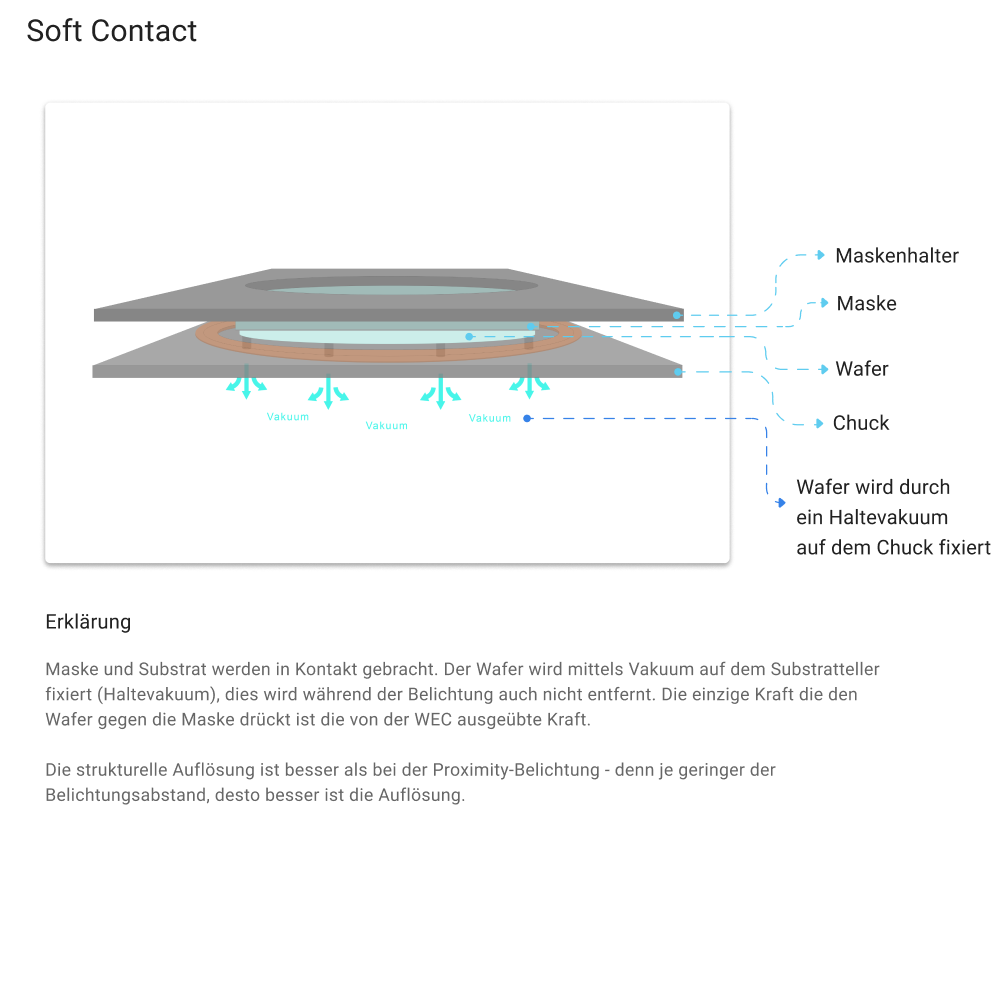 Soft Contact
Maskenhalter
Maske
Wafer
Chuck
Vakuum
Vakuum
Vakuum
Wafer wird durch
ein Haltevakuum
auf dem Chuck fixiert
Erklärung
Maske und Substrat werden in Kontakt gebracht. Der Wafer wird mittels Vakuum auf dem Substratteller
fixiert (Haltevakuum), dies wird während der Belichtung auch nicht entfernt. Die einzige Kraft die den
Wafer gegen die Maske drückt ist die von der WEC ausgeübte Kraft.
Die strukturelle Auflösung ist besser als bei der Proximity-Belichtung - denn je geringer der
Belichtungsabstand, desto besser ist die Auflösung.